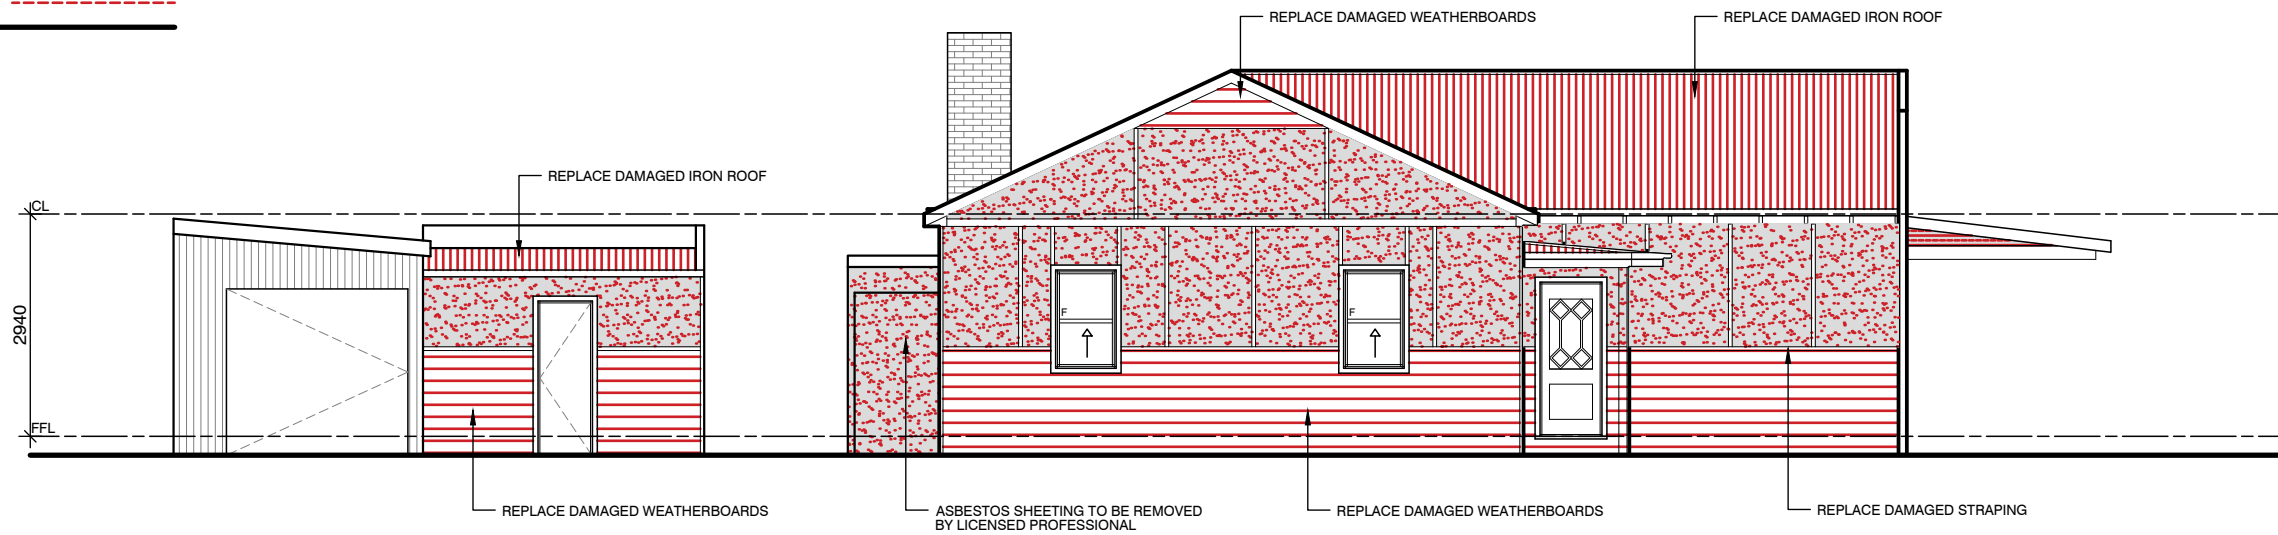 REPLACE DAMAGED WEATHERBOARDS
REPLACE DAMAGED IRON ROOF
REPLACE DAMAGED IRON ROOF
CL
2940
F
F
FFL
REPLACE DAMAGED WEATHERBOARDS
ASBESTOS SHEETING TO BE REMOVED
BY LICENSED PROFESSIONAL
REPLACE DAMAGED WEATHERBOARDS
REPLACE DAMAGED STRAPING